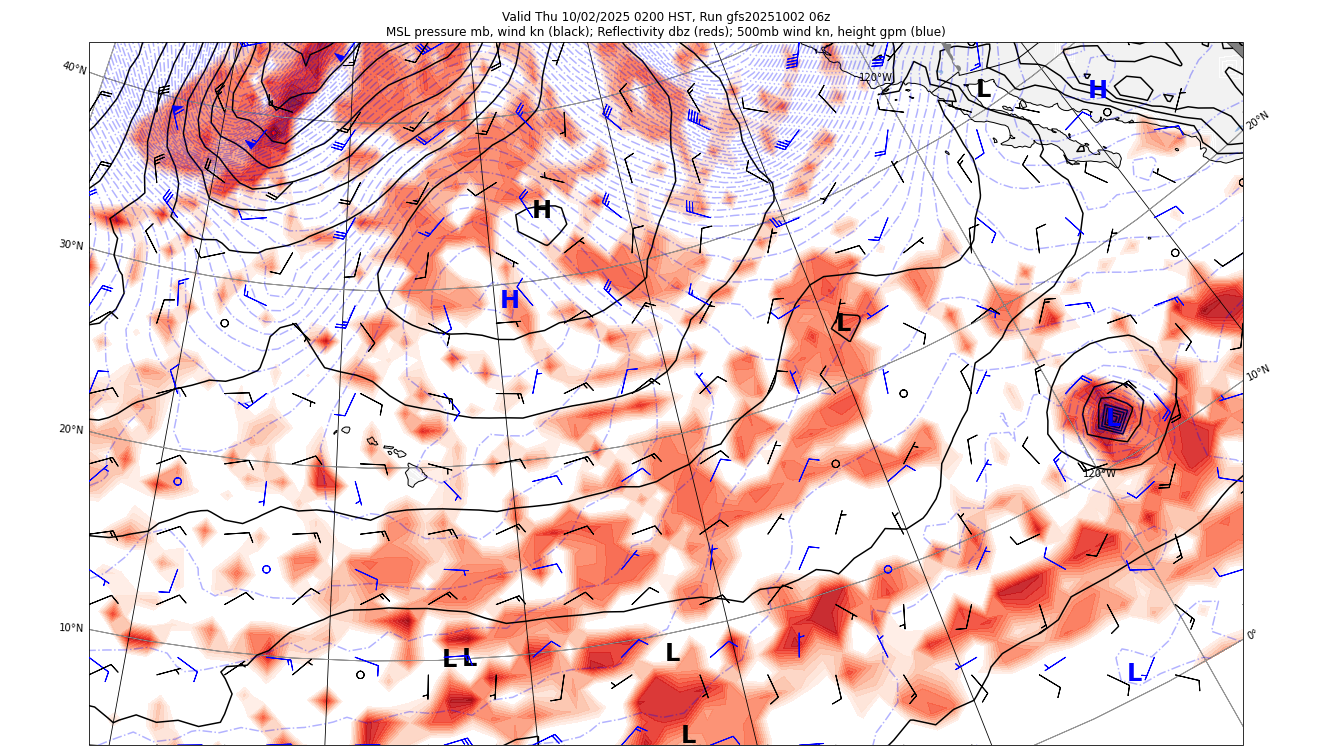 Valid Thu 10/02/2025 0200 HST, Run gfs20251002 06z
MSL pressure mb, wind kn (black); Reflectivity dbz (reds); 500mb wind kn, height gpm (blue)
40°N
120°W
L
H
20°N
L
H
30°N
H
L
10°N
L
20°N
120°W
10°N
0°
L L
L
L
L